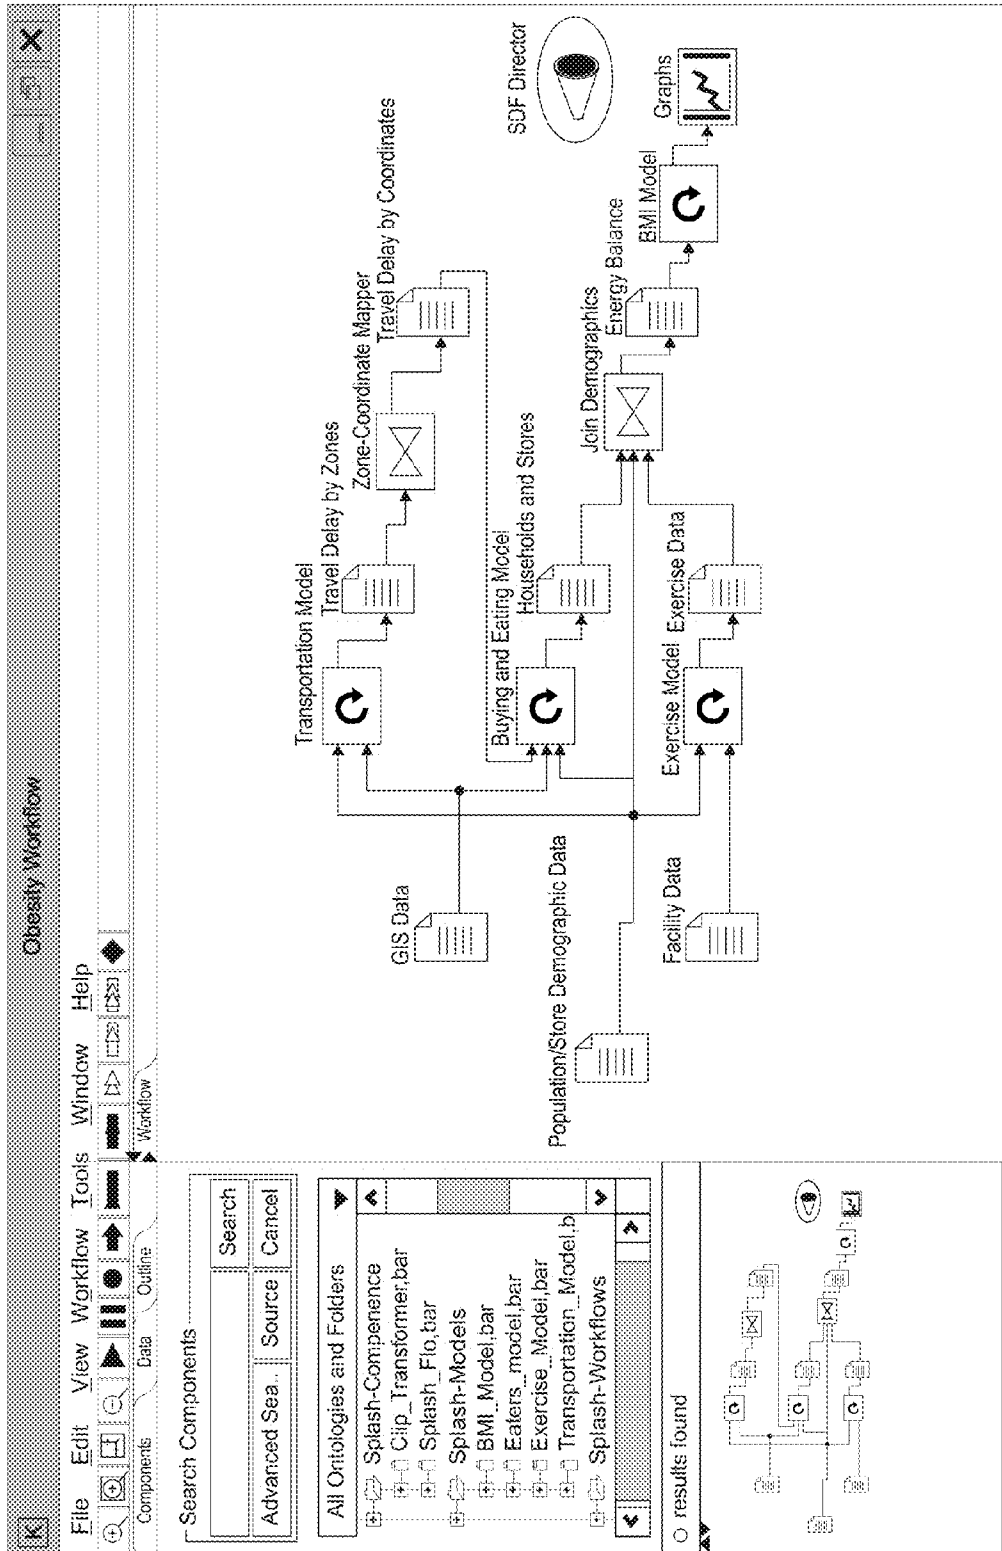 K
Obesity Workflow
File Edit View Workflow Tools Window Help
Components
Data
Outline
Workflow
Search Components
Search
Advanced Sea..
Source
Cancel
All Ontologies and Folders
Splash-Compenence
Clip_Transformer,bar
Splash_Flo,bar
Splash-Models
BMI_Model,bar
Eaters_model,bar
Exercise_Model,bar
Transportation_Model,b
Splash-Workflows
results found
SDF Director
Transportation Model
Travel Delay by Zones
Zone-Coordinate Mapper
Travel Delay by Coordinates
GIS Data
Buying and Eating Model
Households and Stores
Population/Store Demographic Data
Join Demographics
Energy Balance
BMI Model
Graphs
Facility Data
Exercise Model
Exercise Data